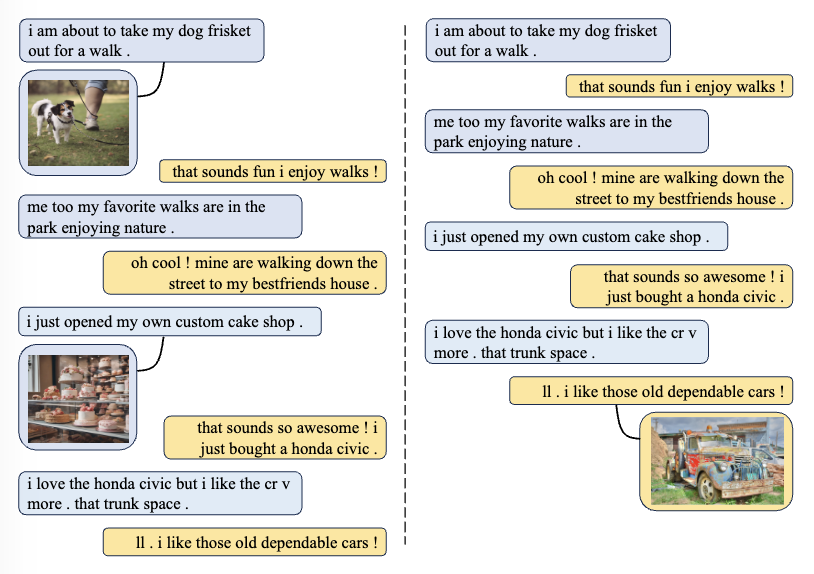 i am about to take my dog frisket
out for a walk .
that sounds fun i enjoy walks !
me too my favorite walks are in the
park enjoying nature .
oh cool ! mine are walking down the
street to my bestfriends house .
i just opened my own custom cake shop .
that sounds so awesome ! i
just bought a honda civic .
i love the honda civic but i like the cr v
more . that trunk space .
ll . i like those old dependable cars !
i am about to take my dog frisket
out for a walk .
that sounds fun i enjoy walks !
me too my favorite walks are in the
park enjoying nature .
oh cool ! mine are walking down the
street to my bestfriends house .
i just opened my own custom cake shop .
that sounds so awesome ! i
just bought a honda civic .
i love the honda civic but i like the cr v
more . that trunk space .
ll . i like those old dependable cars !